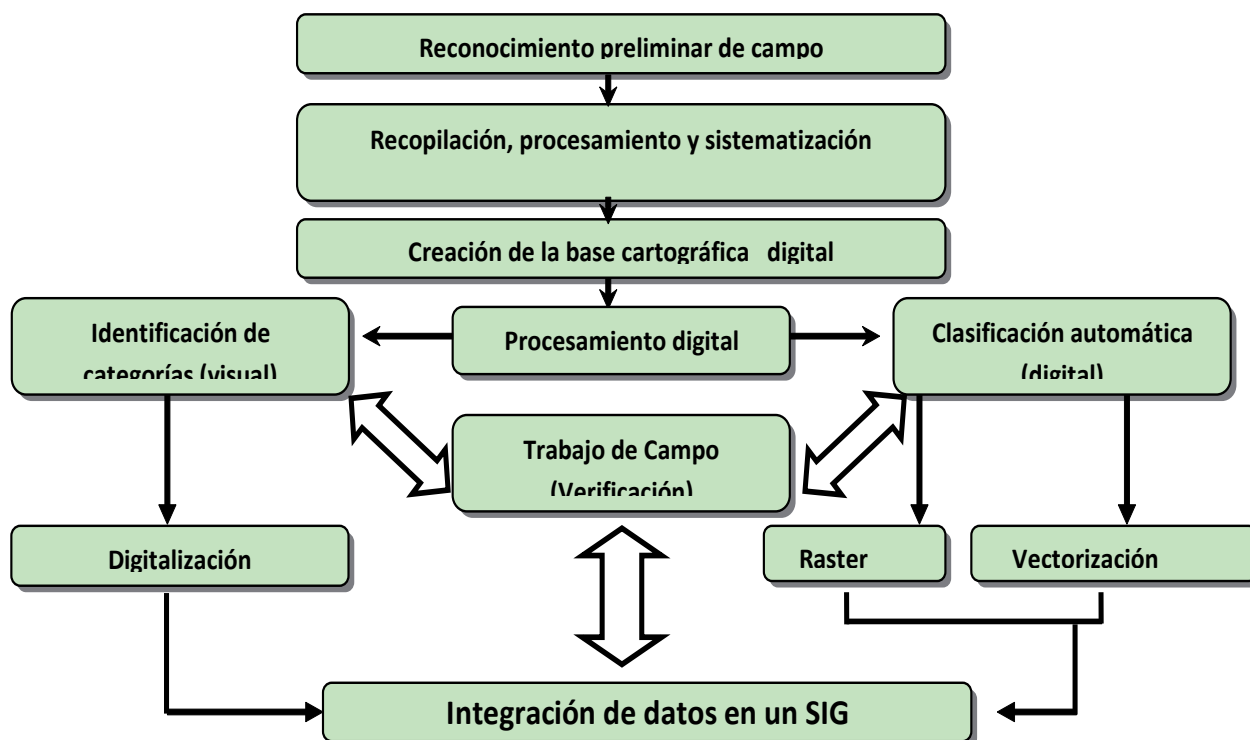 Reconocimiento preliminar de campo
Recopilación, procesamiento y sistematización
Creación de la base cartográfica digital
Identificación de
categorías (visual)
Procesamiento digital
Clasificación automática
(digital)
Trabajo de Campo
(Verificación)
Digitalización
Raster
Vectorización
Integración de datos en un SIG